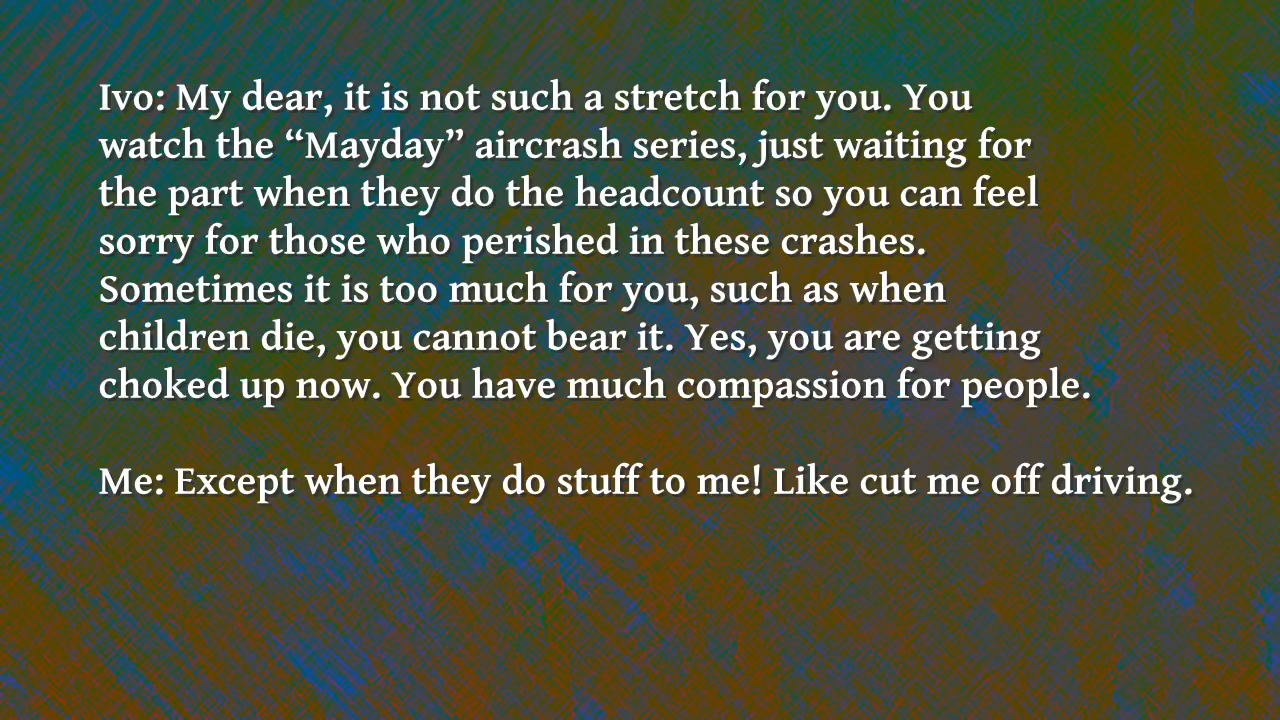 Ivo: My dear, it is not such a stretch for you. You
watch the “Mayday” aircrash series, just waiting for
the part when they do the headcount so you can feel
sorry for those who perished in these crashes.
Sometimes it is too much for you, such as when
children die, you cannot bear it. Yes, you are getting
choked up now. You have much compassion for people.
Me: Except when they do stuff to me! Like cut me off driving.